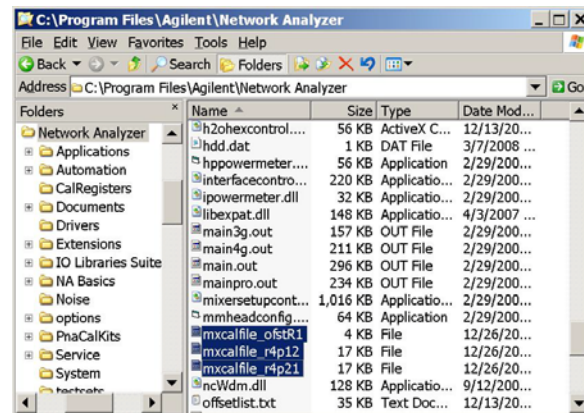 C:\Program Files\Agilent\Network Analyzer
File Edit View Favorites Tools Help
Back Search Folders
Address C:\Program Files\Agilent\Network Analyzer Go
Folders × Name Size Type Date Mod...
Network Analyzer h2ohexcontrol.... 56 KB ActiveX C... 12/13/20...
Applications hdd.dat 1 KB DAT File 3/7/2008 ...
Automation hppowermeter.... 56 KB Application 2/29/200...
CalRegisters interfacecontro... 220 KB Applicatio... 2/29/200...
Documents ipowermeter.dll 32 KB Applicatio... 2/29/200...
Drivers libexpat.dll 148 KB Applicatio... 4/3/2007 ...
Extensions main3g.out 157 KB OUT File 2/29/200...
IO Libraries Suite main4g.out 211 KB OUT File 2/29/200...
NA Basics main.out 296 KB OUT File 2/29/200...
Noise mainpro.out 234 KB OUT File 2/29/200...
options mixersetupcont... 1,016 KB Applicatio... 2/29/200...
PnaCalKits mmheadconfig.... 64 KB Application 2/29/200...
Service mxcalfile_ofstR1 4 KB File 12/26/20...
System mxcalfile_r4p12 17 KB File 12/26/20...
testsets mxcalfile_r4p21 17 KB File 12/26/20...
ncWdm.dll 128 KB Applicatio... 9/12/200...
offsetlist.txt 35 KB Text Doc... 12/13/20...